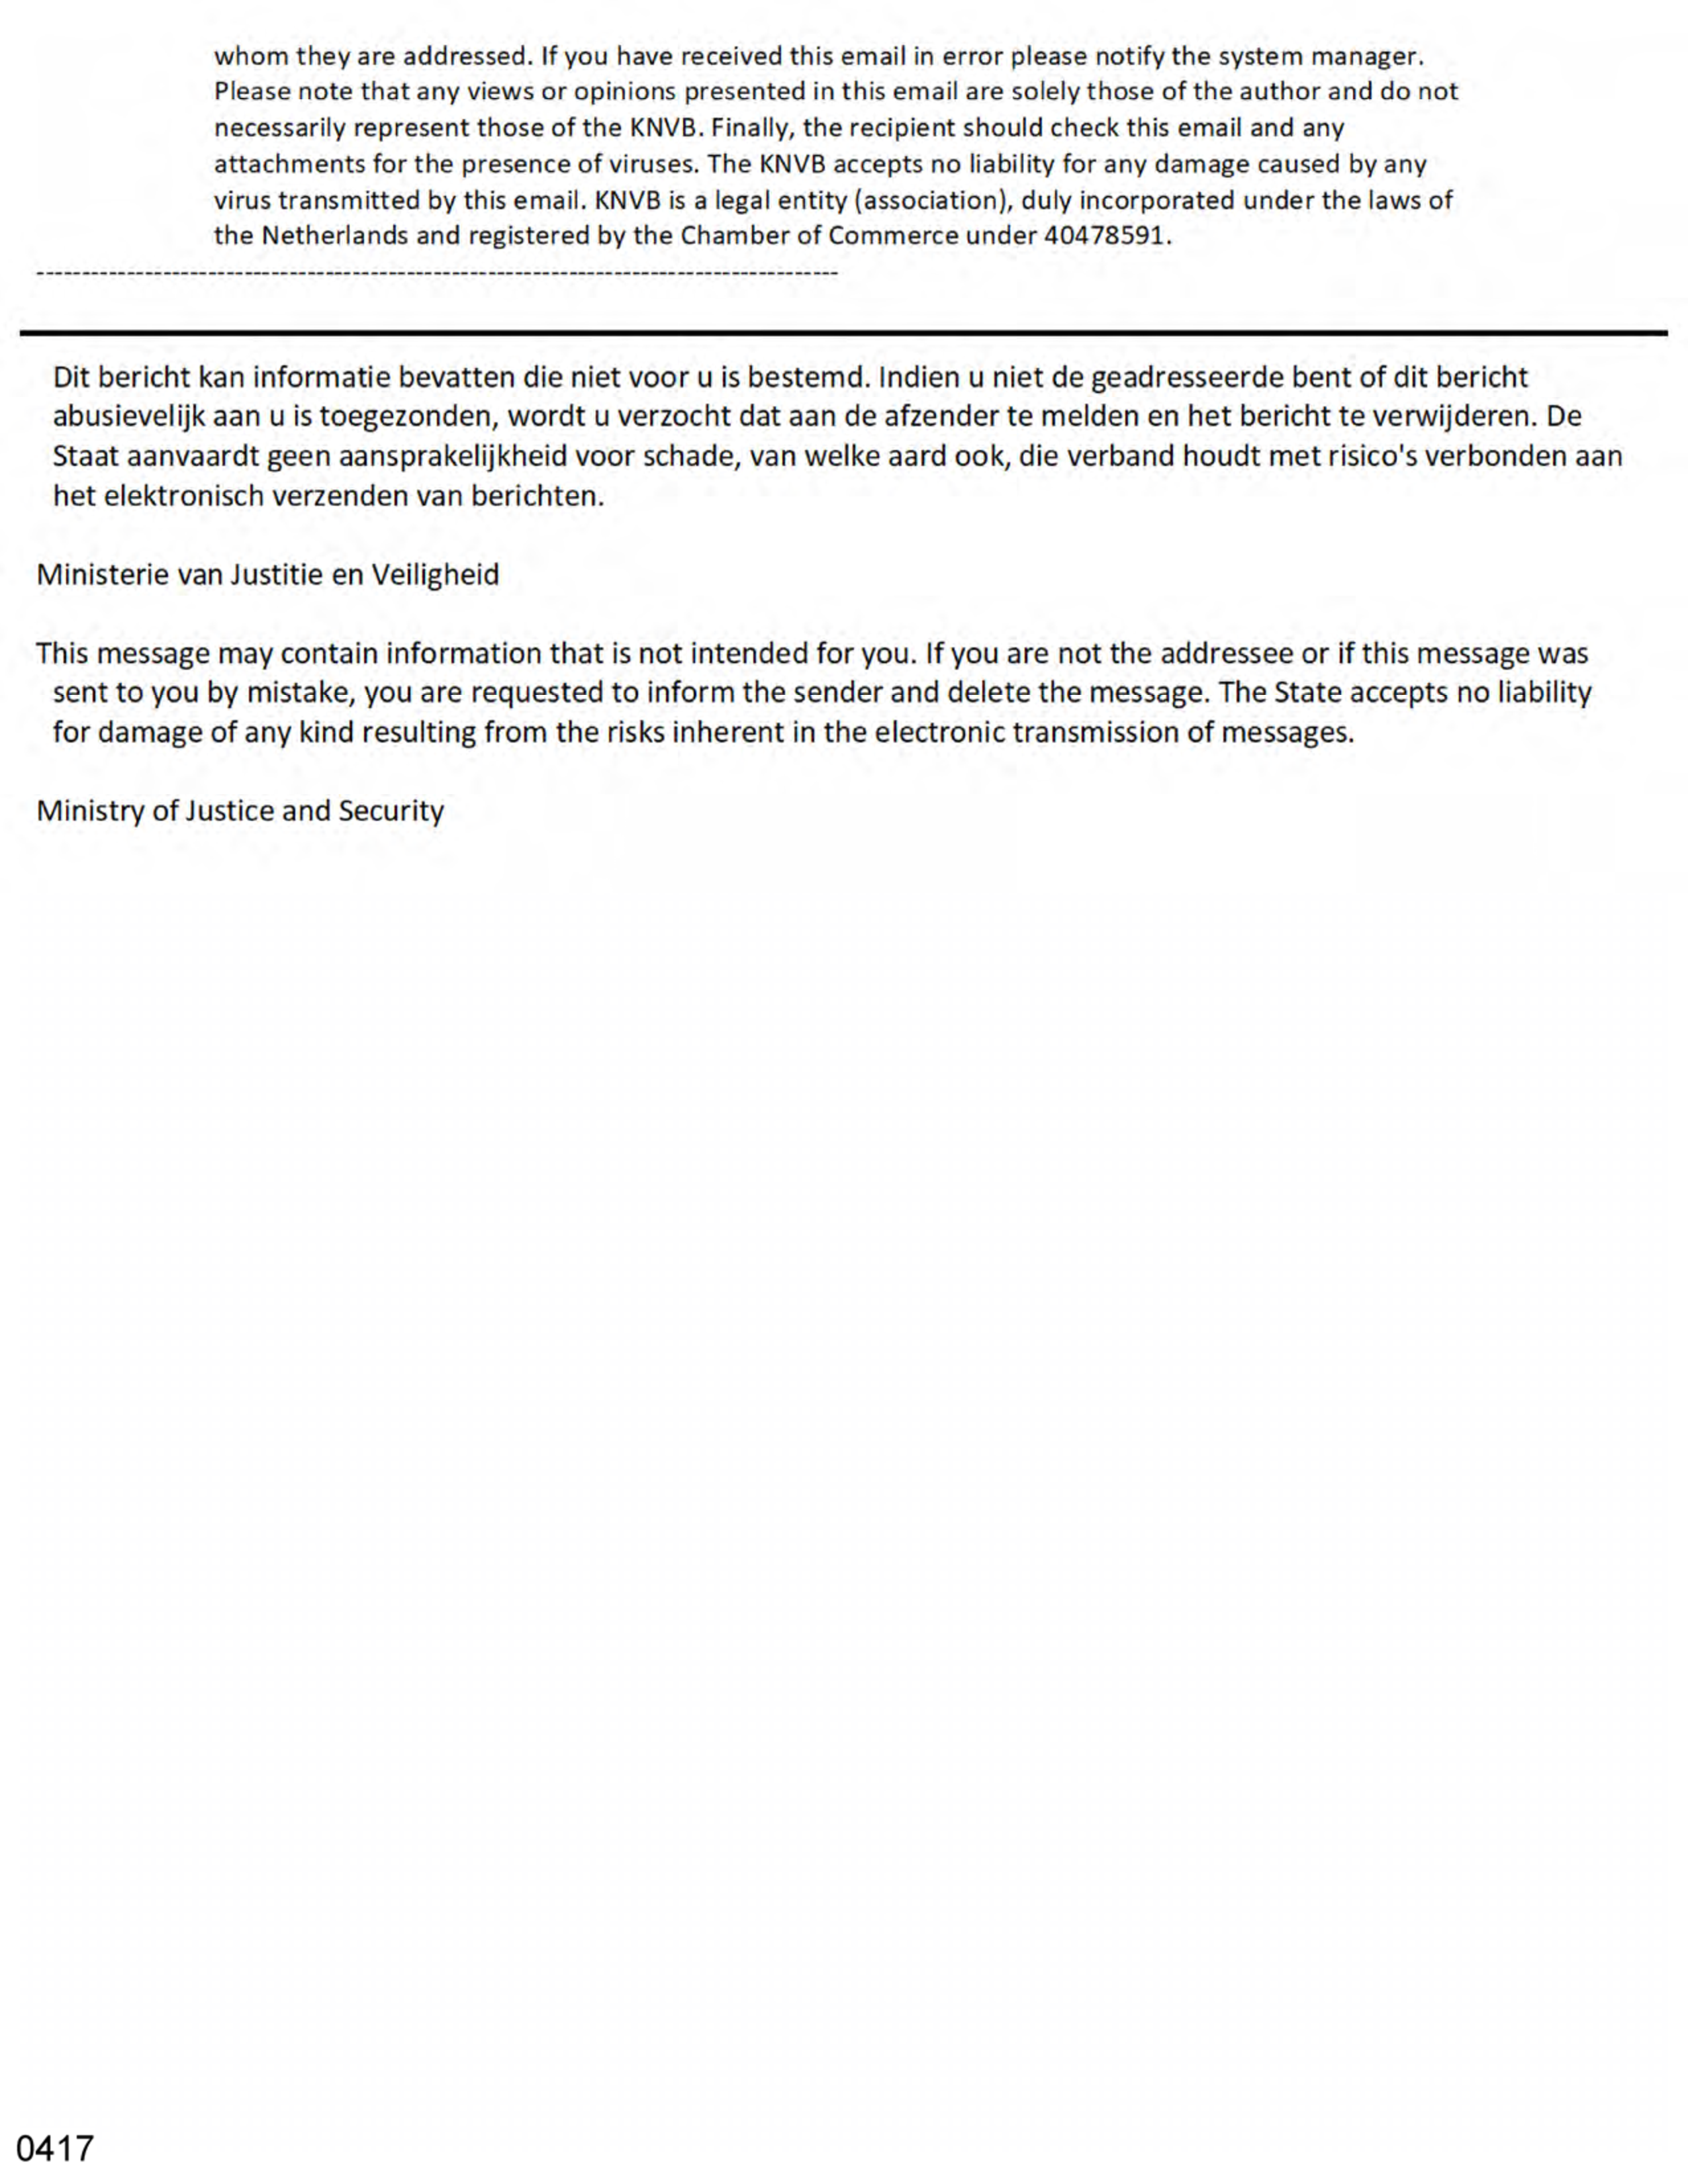 whom they are addressed. If you have received this email in error please notify the system manager.
Please note that any views or opinions presented in this email are solely those of the author and do not
necessarily represent those of the KNVB. Finally, the recipient should check this email and any
attachments for the presence of viruses. The KNVB accepts no liability for any damage caused by any
virus transmitted by this email. KNVB is a legal entity (association), duly incorporated under the laws of
the Netherlands and registered by the Chamber of Commerce under 40478591.
----------------------------------------------------------------------------------------
Dit bericht kan informatie bevatten die niet voor u is bestemd. Indien u niet de geadresseerde bent of dit bericht
abusievelijk aan u is toegezonden, wordt u verzocht dat aan de afzender te melden en het bericht te verwijderen. De
Staat aanvaardt geen aansprakelijkheid voor schade, van welke aard ook, die verband houdt met risico's verbonden aan
het elektronisch verzenden van berichten.
Ministerie van Justitie en Veiligheid
This message may contain information that is not intended for you. If you are not the addressee or if this message was
sent to you by mistake, you are requested to inform the sender and delete the message. The State accepts no liability
for damage of any kind resulting from the risks inherent in the electronic transmission of messages.
Ministry of Justice and Security
0417